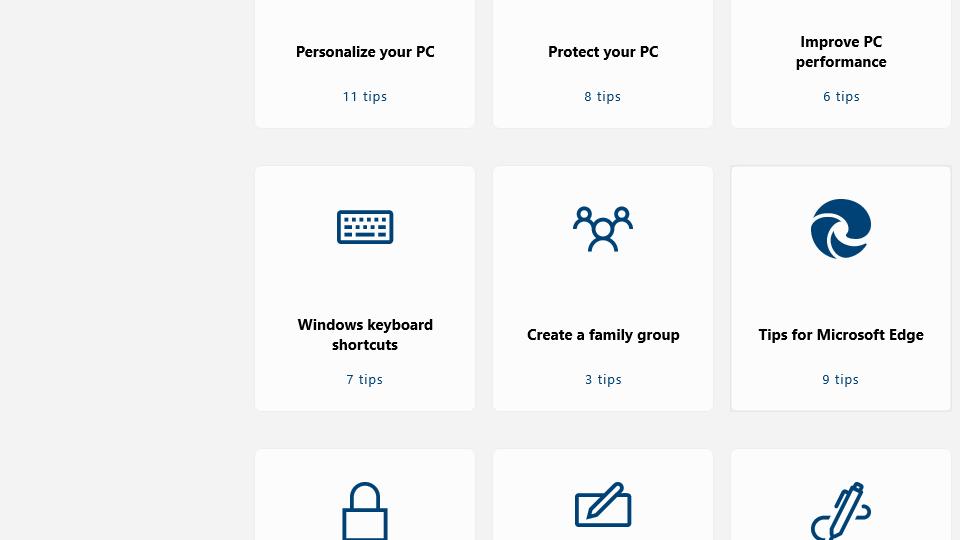 Personalize your PC
11 tips
Protect your PC
8 tips
Improve PC
performance
6 tips
Windows keyboard
shortcuts
7 tips
Create a family group
3 tips
Tips for Microsoft Edge
9 tips